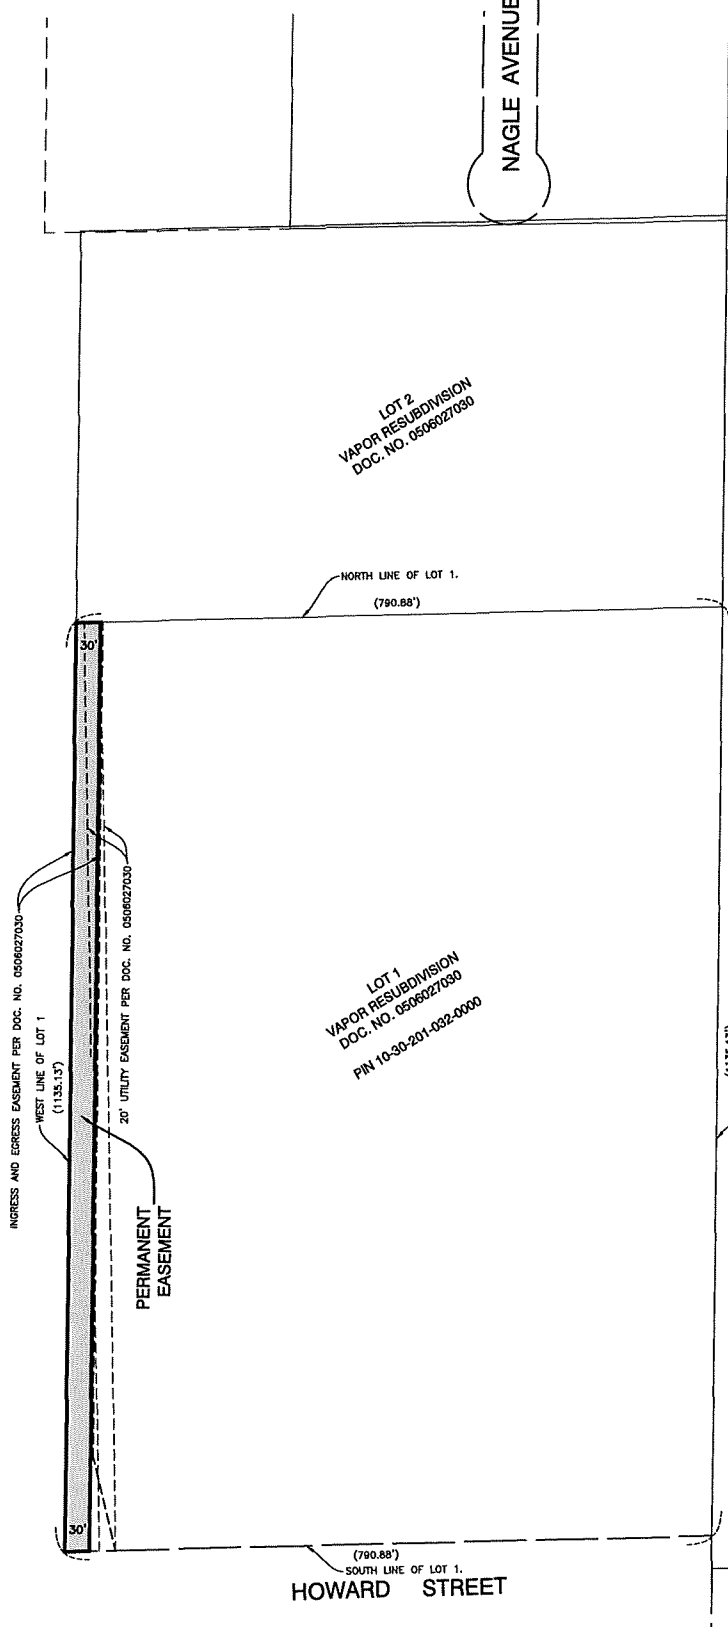 NAGLE AVENUE
LOT 2
VAPOR RESUBDIVISION
DOC. NO. 0506027030
NORTH LINE OF LOT 1.
(790.88')
30'
INGRESS AND EGRESS EASEMENT PER DOC. NO. 0506027030
WEST LINE OF LOT 1
(1135.13')
20' UTILITY EASEMENT PER DOC. NO. 0506027030
LOT 1
VAPOR RESUBDIVISION
DOC. NO. 0506027030
PIN 10-30-201-032-0000
PERMANENT
EASEMENT
30'
(790.88')
SOUTH LINE OF LOT 1.
HOWARD STREET